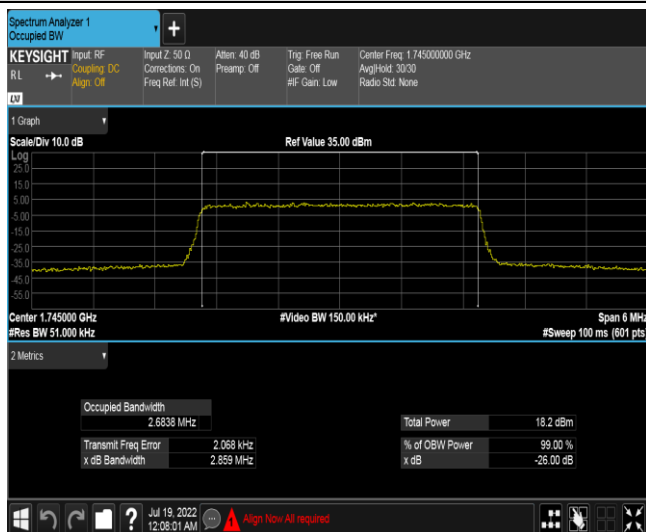 Spectrum Analyzer 1
Occupied BW
+
KEYSIGHT
RL
LXI
Input: RF
Coupling: DC
Align: Off
Input Z: 50 Ω
Corrections: On
Freq Ref: Int (S)
Atten: 40 dB
Preamp: Off
Trig: Free Run
Gate: Off
#IF Gain: Low
Center Freq: 1.745000000 GHz
Avg|Hold: 30/30
Radio Std: None
1 Graph
Scale/Div 10.0 dB
Ref Value 35.00 dBm
Log
25.0
15.0
5.00
-5.00
-15.0
-25.0
-35.0
-45.0
-55.0
Center 1.745000 GHz
#Video BW 150.00 kHz*
Span 6 MHz
#Res BW 51.000 kHz
#Sweep 100 ms (601 pts)
2 Metrics
Occupied Bandwidth
2.6838 MHz
Total Power 18.2 dBm
Transmit Freq Error 2.068 kHz
% of OBW Power 99.00 %
x dB Bandwidth 2.859 MHz
x dB -26.00 dB
?
Jul 19, 2022
12:08:01 AM
Align Now All required